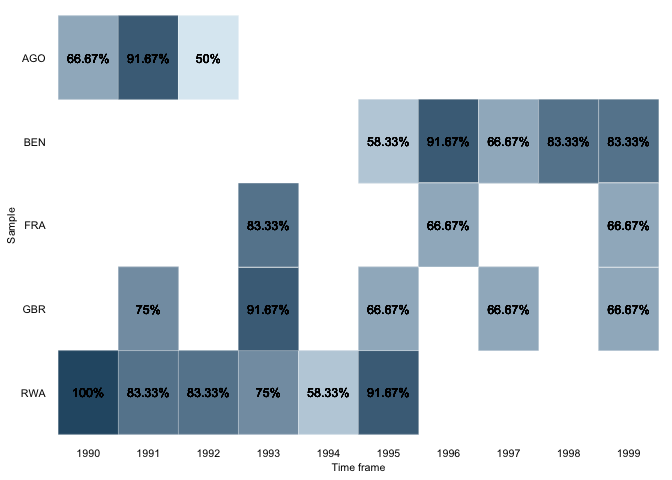 AGO 66.67% 91.67% 50%
BEN 58.33% 91.67% 66.67% 83.33% 83.33%
Sample
FRA 83.33% 66.67% 66.67%
GBR 75% 91.67% 66.67% 66.67% 66.67%
RWA 100% 83.33% 83.33% 75% 58.33% 91.67%
1990 1991 1992 1993 1994 1995 1996 1997 1998 1999
Time frame